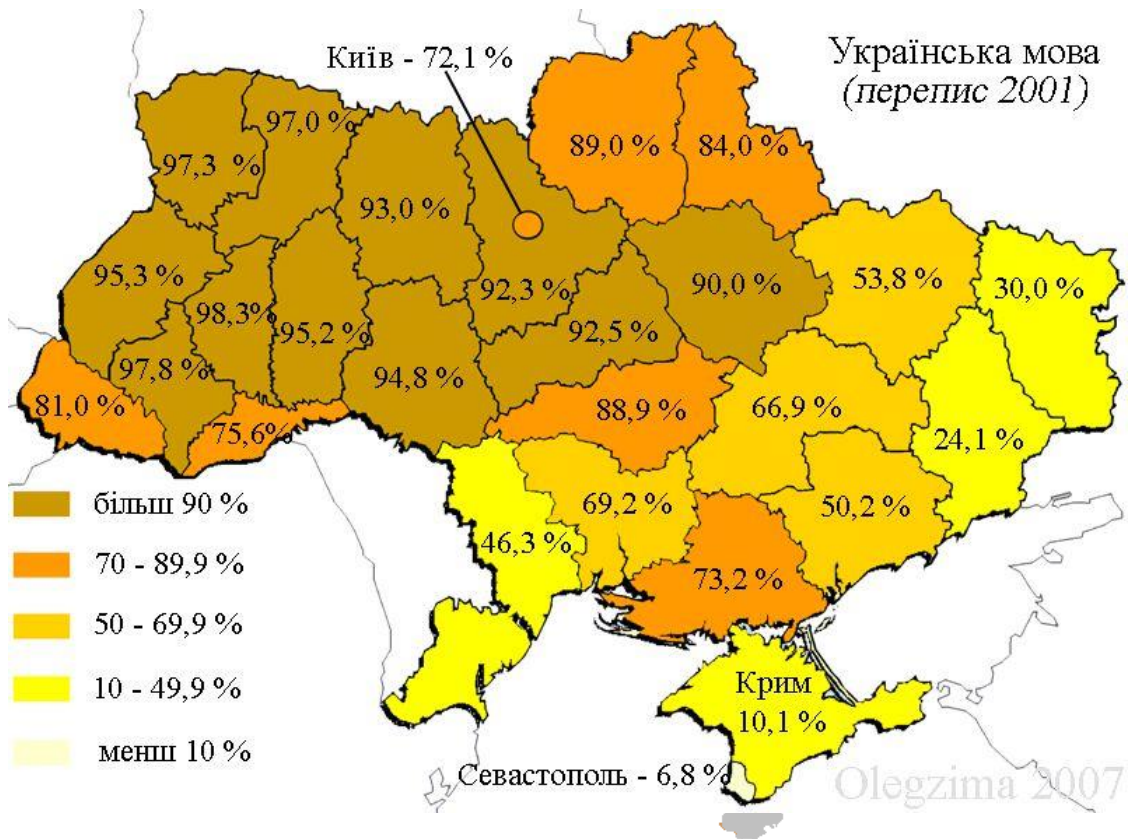 Київ - 72,1 %
Українська мова
(перепис 2001)
97,0 %
97,3 %
89,0 %
84,0 %
93,0 %
95,3 %
92,3 %
90,0 %
53,8 %
30,0 %
98,3%
95,2 %
92,5 %
97,8 %
94,8 %
81,0 %
75,6%
88,9 %
66,9 %
24,1 %
69,2 %
50,2 %
46,3 %
73,2 %
більш 90 %
70 - 89,9 %
50 - 69,9 %
10 - 49,9 %
менш 10 %
Крим
10,1 %
Севастополь - 6,8 %
Olegzima 2007